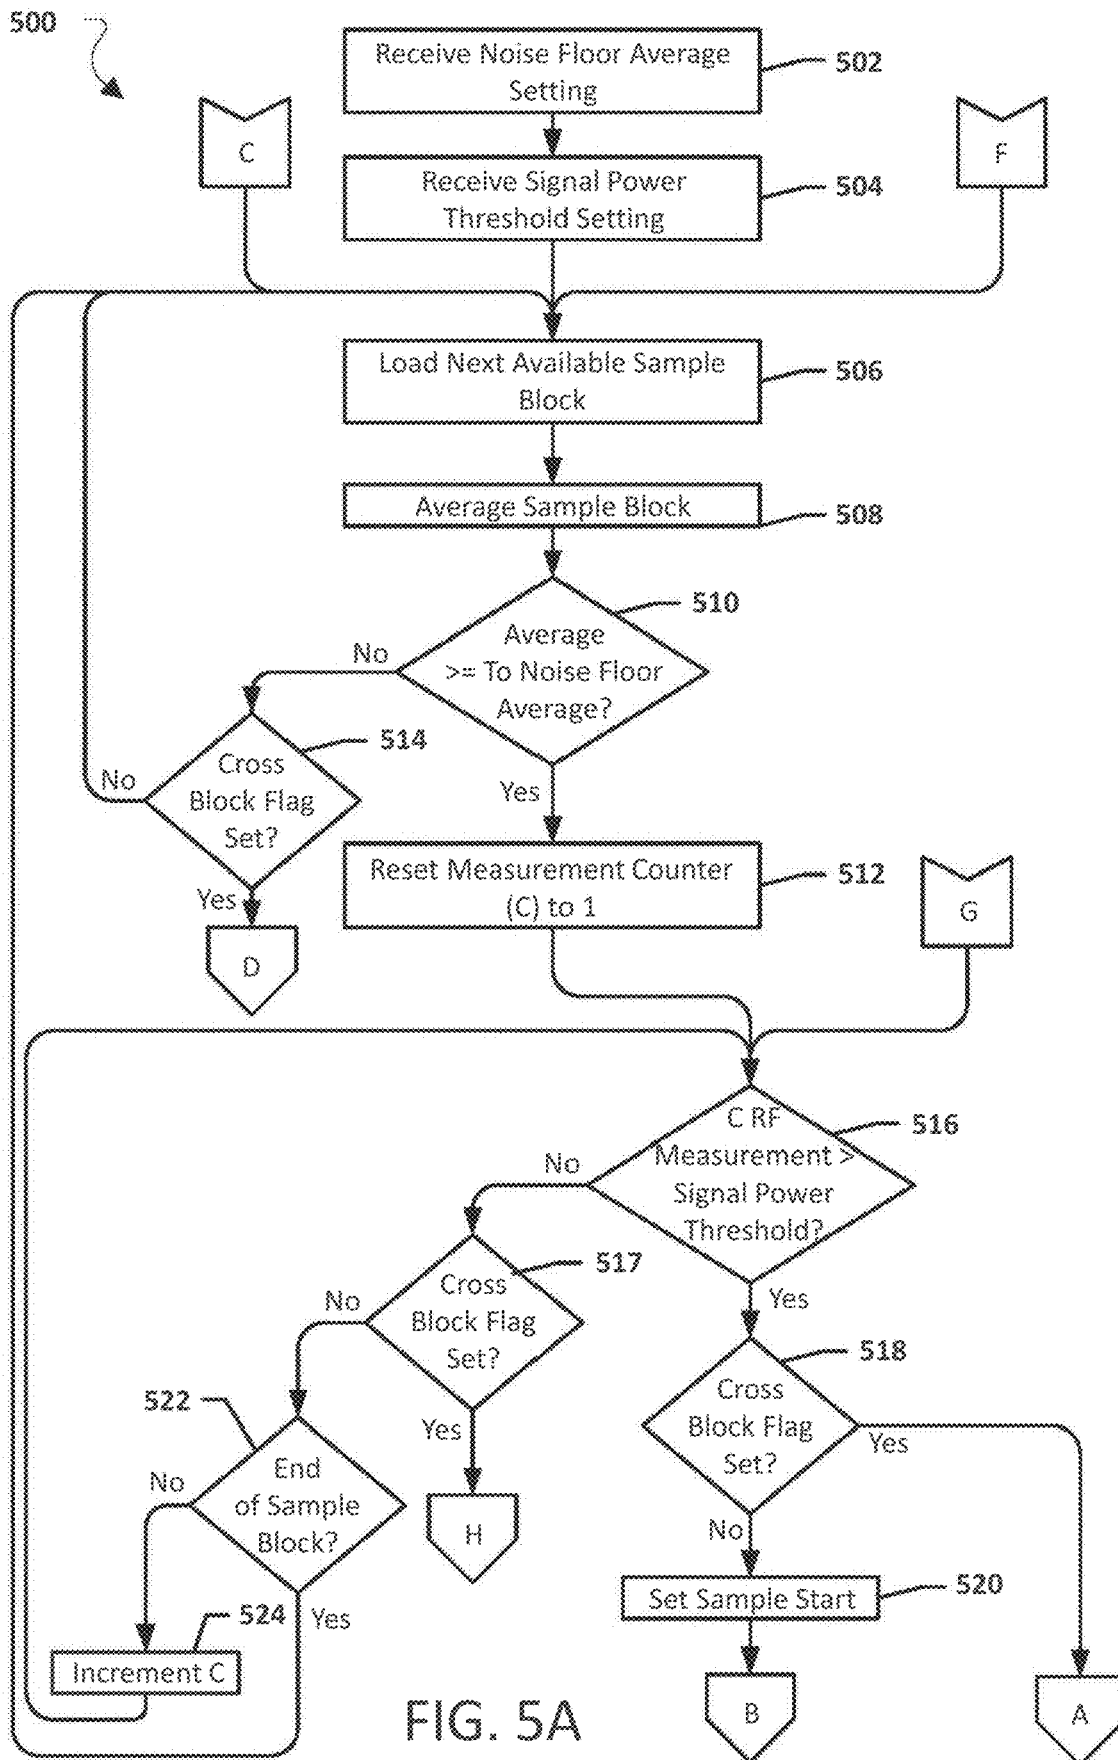 500
Receive Noise Floor Average
Setting
502
C
F
Receive Signal Power
Threshold Setting
504
Load Next Available Sample
Block
506
Average Sample Block
508
510
Average
>= To Noise Floor
Average?
No
514
Cross
Block Flag
Set?
No
Yes
Yes
D
Reset Measurement Counter
(C) to 1
512
G
C RF
Measurement >
Signal Power
Threshold?
516
No
517
Cross
Block Flag
Set?
No
Yes
Yes
518
Cross
Block Flag
Set?
Yes
522
End
of Sample
Block?
No
H
No
Set Sample Start
520
Yes
524
Increment C
B
A
FIG. 5A